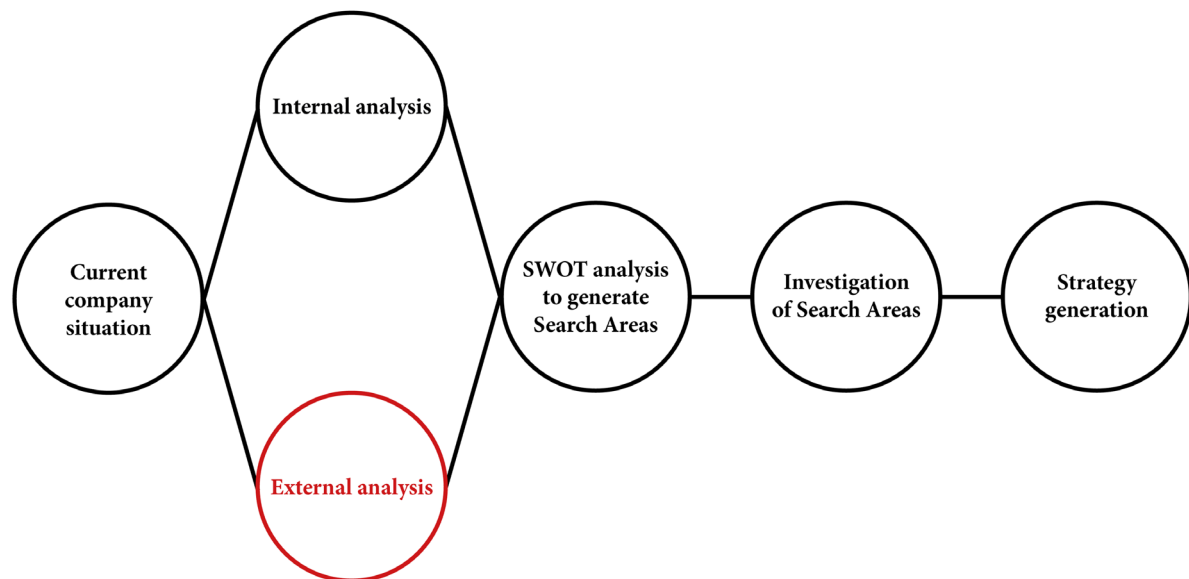 Internal analysis
Current
company
situation
SWOT analysis
to generate
Search Areas
Investigation
of Search Areas
Strategy
generation
External analysis